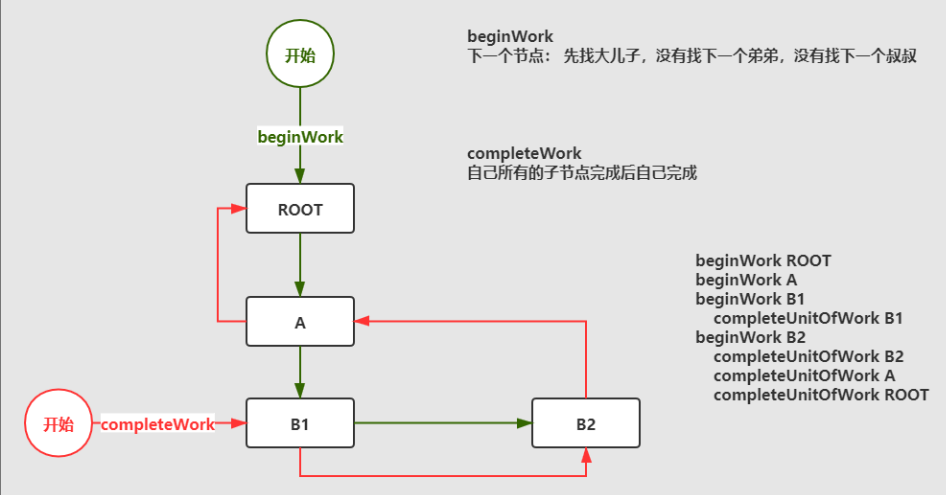 开始
beginWork
下一个节点： 先找大儿子，没有找下一个弟弟，没有找下一个叔叔
beginWork
completeWork
自己所有的子节点完成后自己完成
ROOT
A
beginWork ROOT
beginWork A
beginWork B1
completeUnitOfWork B1
beginWork B2
completeUnitOfWork B2
completeUnitOfWork A
completeUnitOfWork ROOT
开始
completeWork
B1
B2